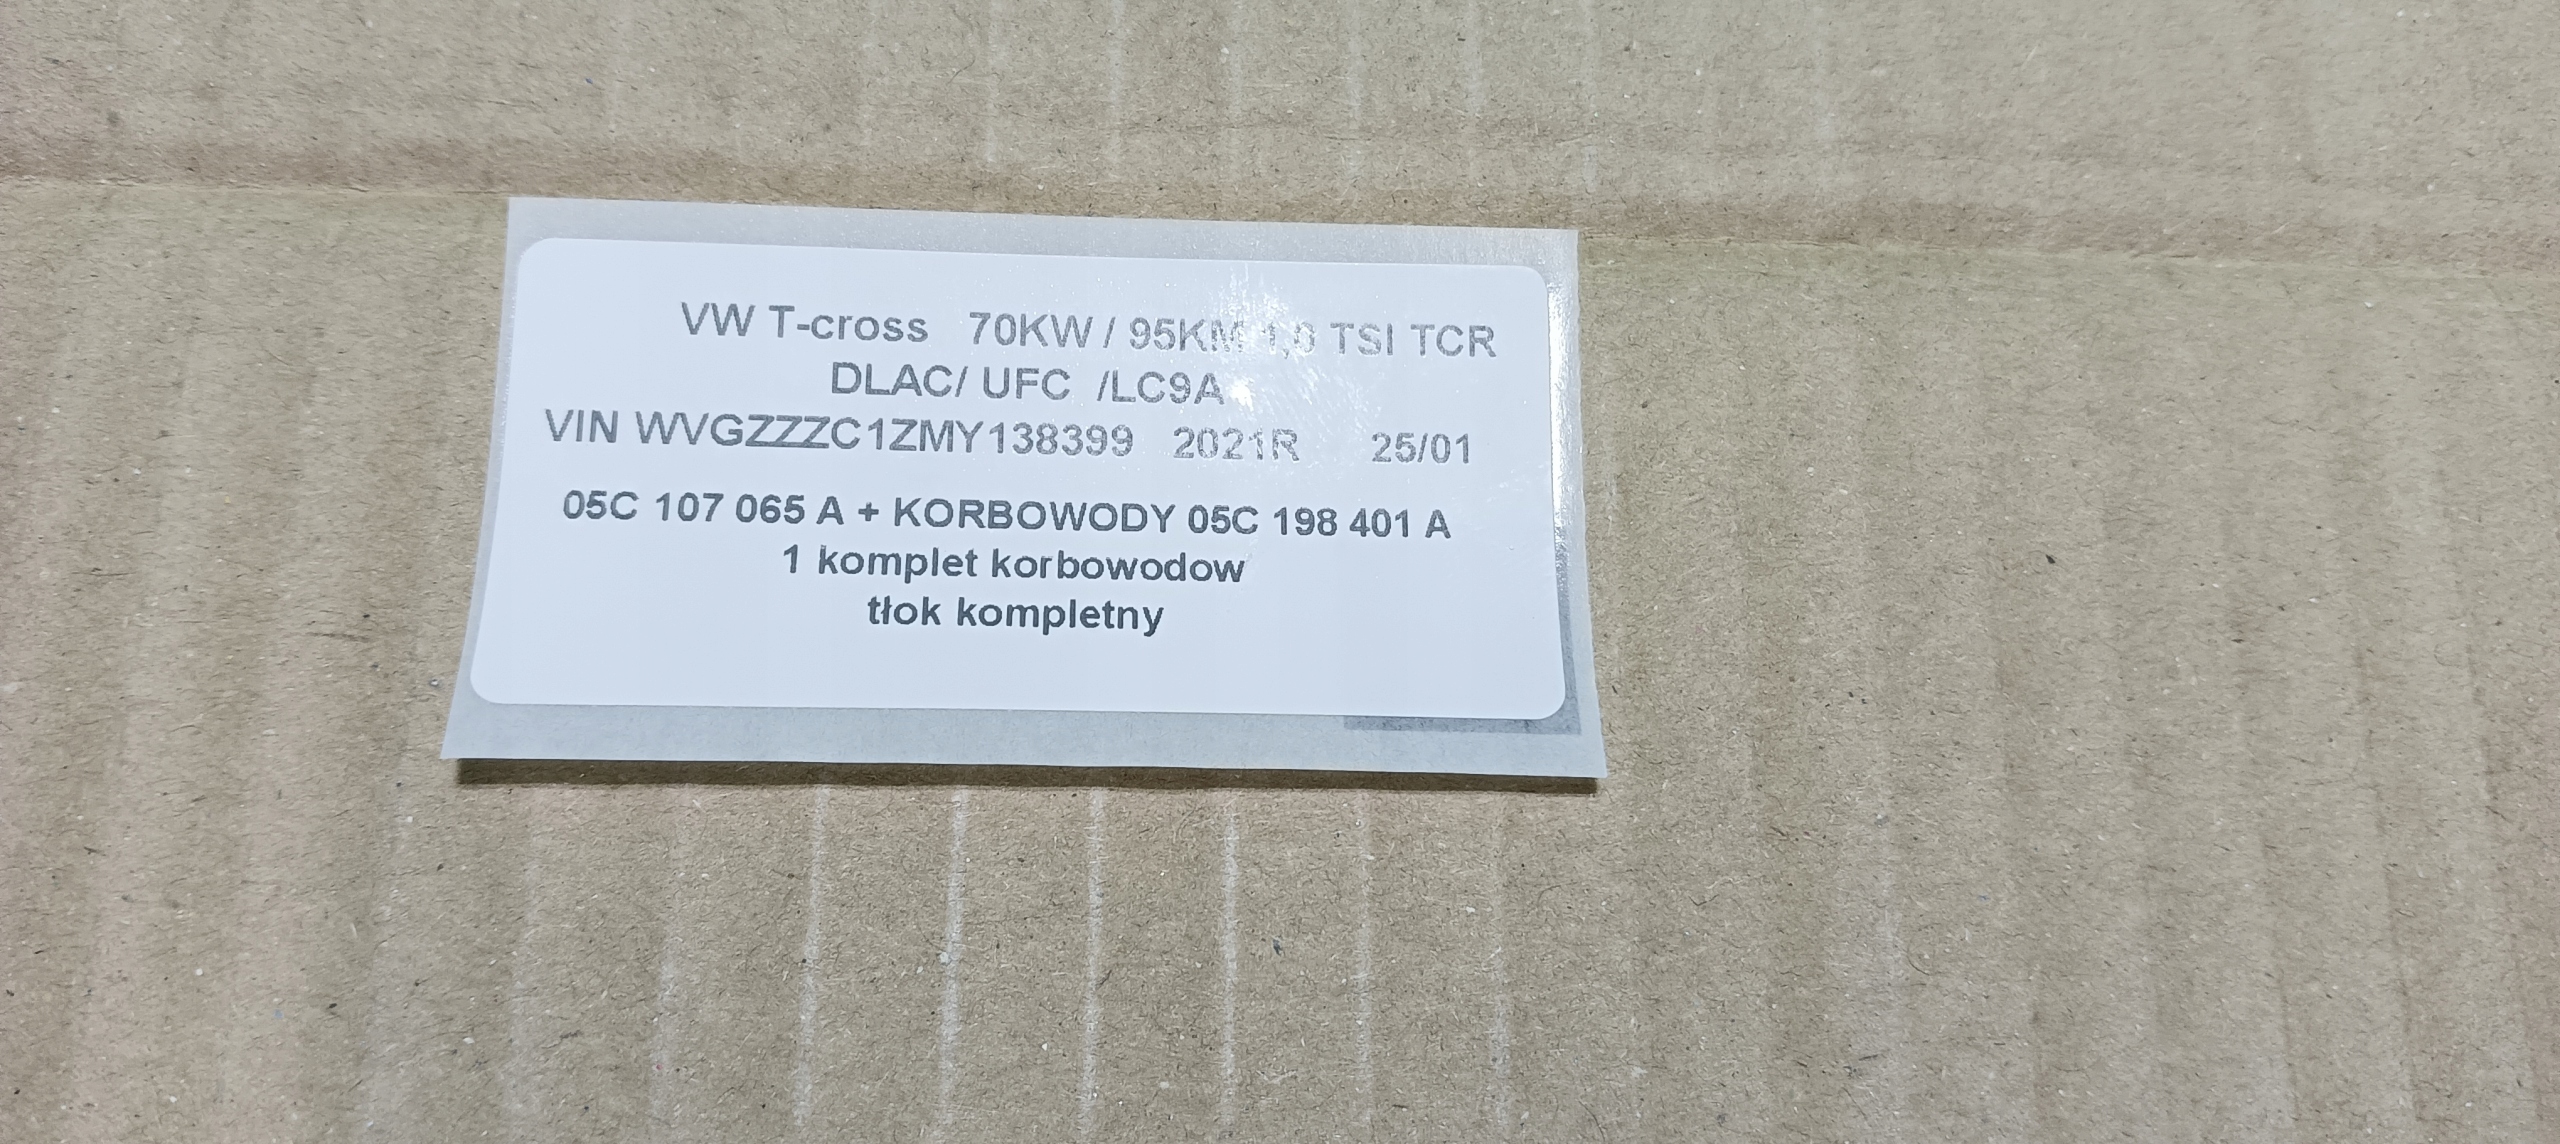 VW T-cross 70KW / 95KM 1,0 TSI TCR
DLAC/ UFC /LC9A
VIN WVGZZZC1ZMY138399 2021R 25/01
05C 107 065 A + KORBOWODY 05C 198 401 A
1 komplet korbowodow
tłok kompletny